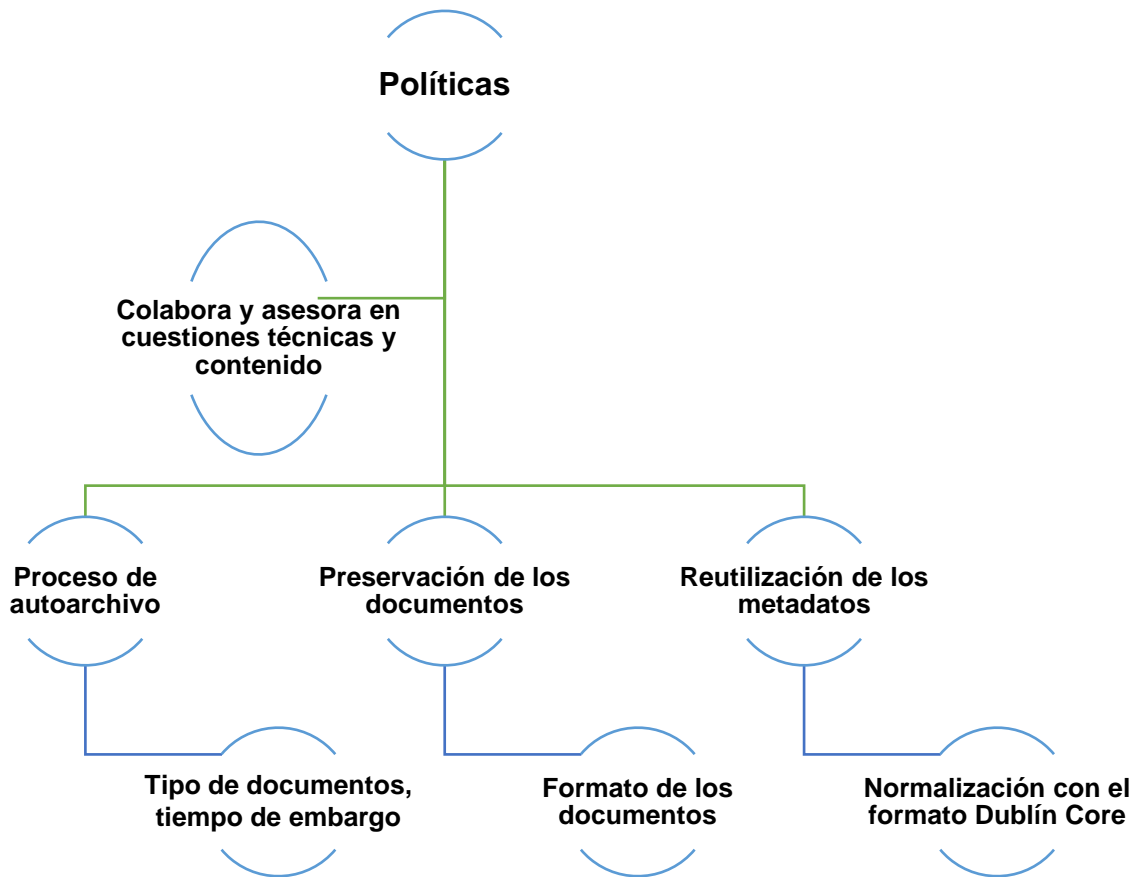 Políticas
Colabora y asesora en
cuestiones técnicas y
contenido
Proceso de
autoarchivo
Preservación de los
documentos
Reutilización de los
metadatos
Tipo de documentos,
tiempo de embargo
Formato de los
documentos
Normalización con el
formato Dublín Core